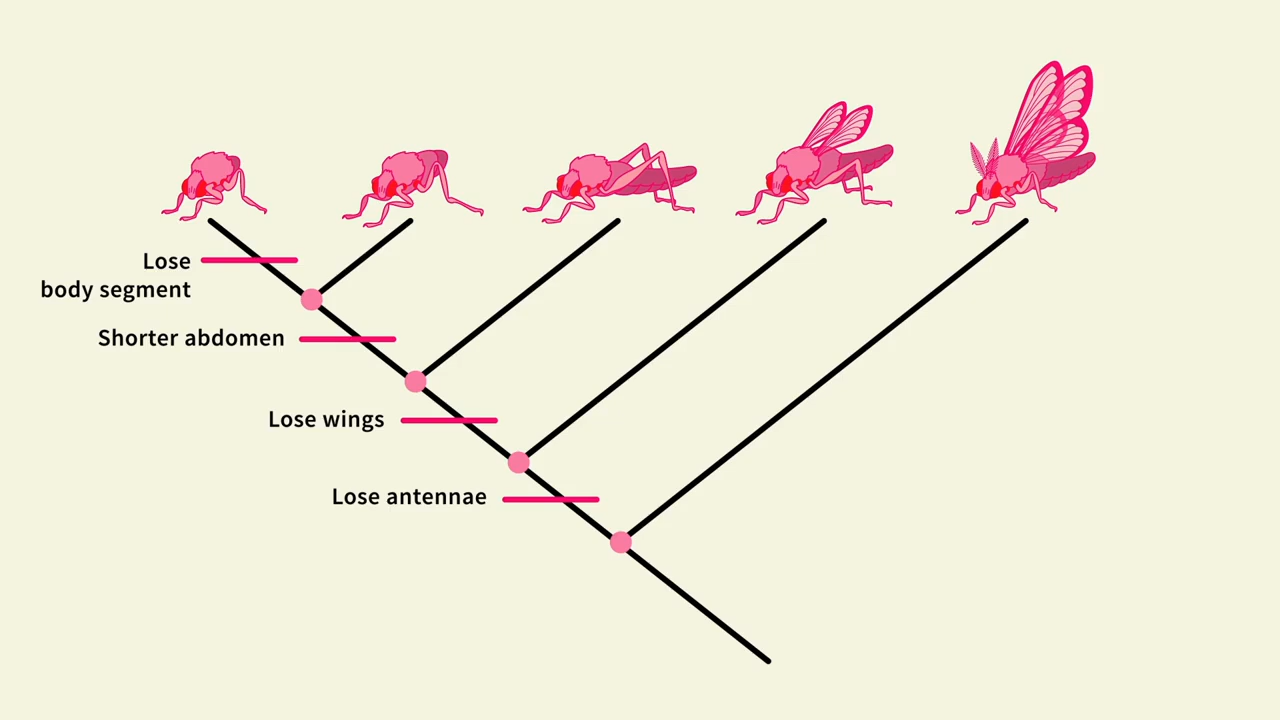 Lose
body segment
Shorter abdomen
Lose wings
Lose antennae